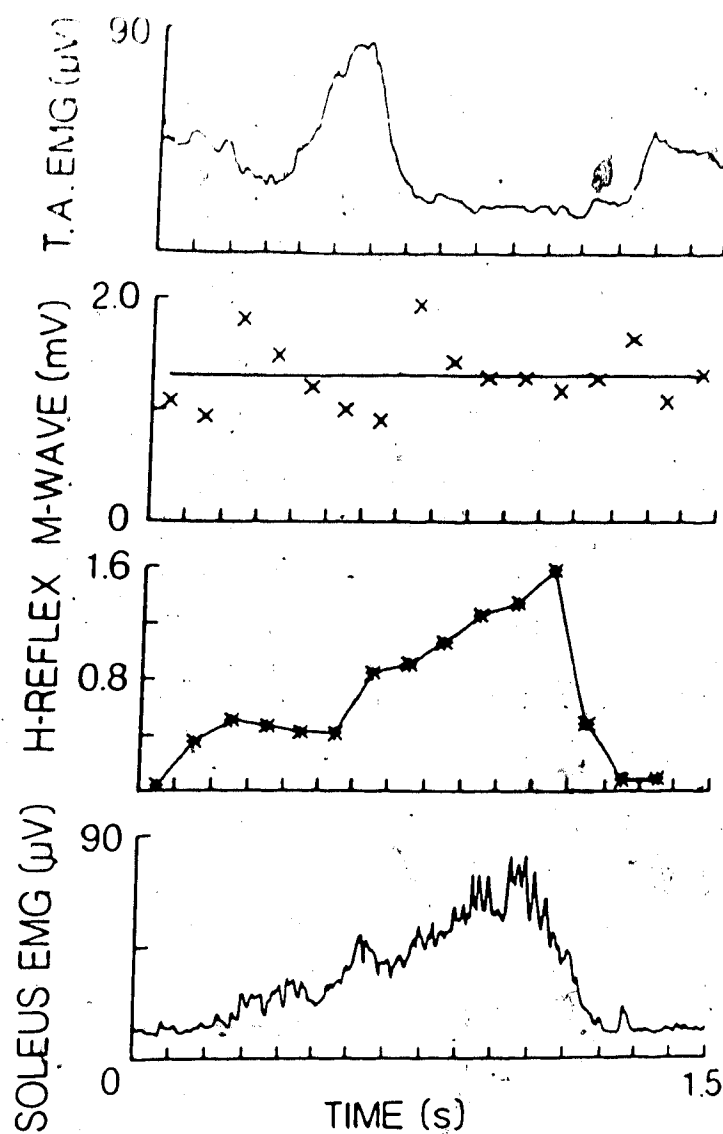 90
T.A. EMG (µV)
2.0
M-WAVE (mV)
0
1.6
H-REFLEX
0.8
90
SOLEUS EMG (µV)
0
1.5
TIME (s)